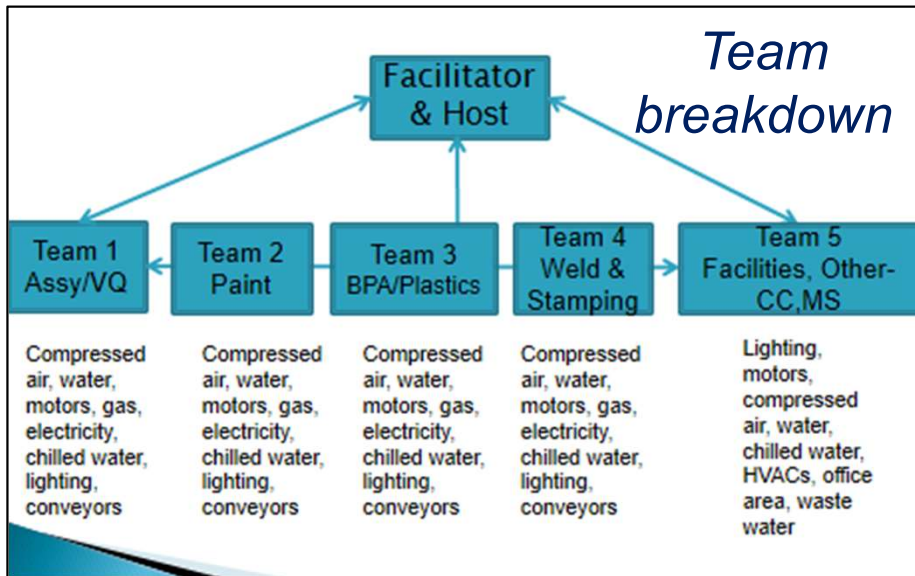 Team
breakdown
Facilitator
& Host
Team 1
Assy/VQ
Team 2
Paint
Team 3
BPA/Plastics
Team 4
Weld &
Stamping
Team 5
Facilities, Other-
CC,MS
Compressed
air, water,
motors, gas,
electricity,
chilled water,
lighting,
conveyors
Compressed
air, water,
motors, gas,
electricity,
chilled water,
lighting,
conveyors
Compressed
air, water,
motors, gas,
electricity,
chilled water,
lighting,
conveyors
Compressed
air, water,
motors, gas,
electricity,
chilled water,
lighting,
conveyors
Lighting,
motors,
compressed
air, water,
chilled water,
HVACs, office
area, waste
water